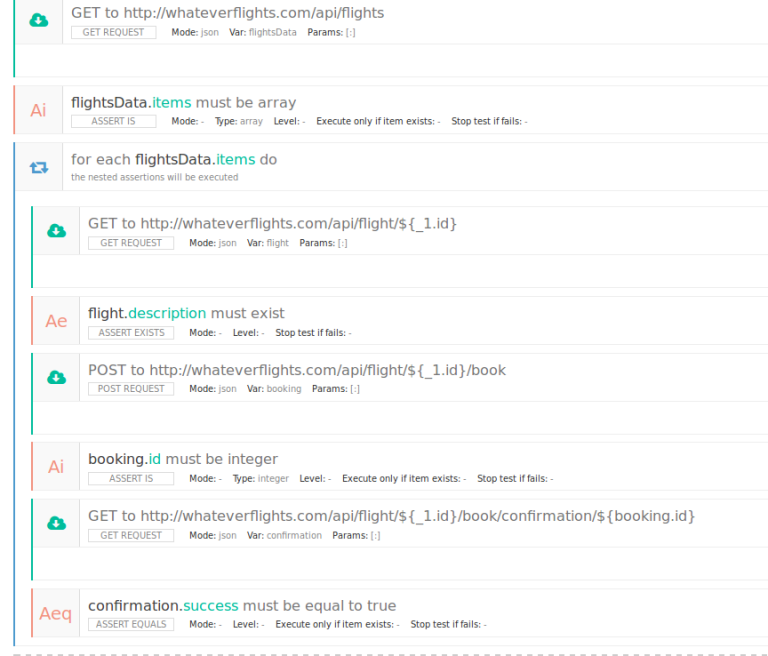 GET to http://whateverflights.com/api/flights
GET REQUEST Mode: json Var: flightsData Params: [:]
Ai
flightsData.items must be array
ASSERT IS Mode: - Type: array Level: - Execute only if item exists: - Stop test if fails: -
for each flightsData.items do
the nested assertions will be executed
GET to http://whateverflights.com/api/flight/${_1.id}
GET REQUEST Mode: json Var: flight Params: [:]
Ae
flight.description must exist
ASSERT EXISTS Mode: - Level: - Stop test if fails: -
POST to http://whateverflights.com/api/flight/${_1.id}/book
POST REQUEST Mode: json Var: booking Params: [:]
Ai
booking.id must be integer
ASSERT IS Mode: - Type: integer Level: - Execute only if item exists: - Stop test if fails: -
GET to http://whateverflights.com/api/flight/${_1.id}/book/confirmation/${booking.id}
GET REQUEST Mode: json Var: confirmation Params: [:]
Aeq
confirmation.success must be equal to true
ASSERT EQUALS Mode: - Level: - Execute only if item exists: - Stop test if fails: -